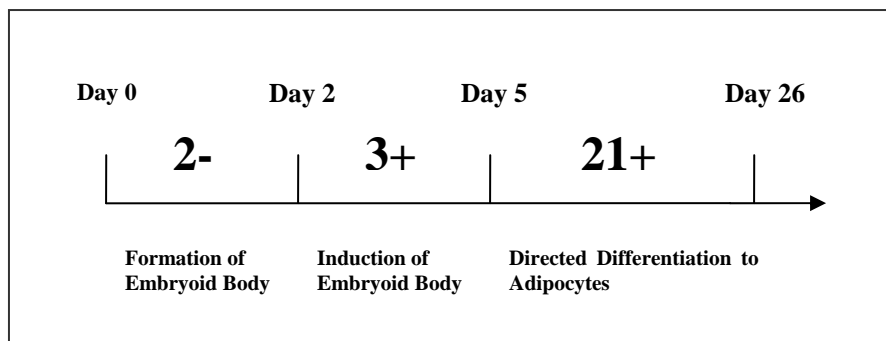 Day 0
Day 2
Day 5
Day 26
2-
3+
21+
Formation of
Embryoid Body
Induction of
Embryoid Body
Directed Differentiation to
Adipocytes